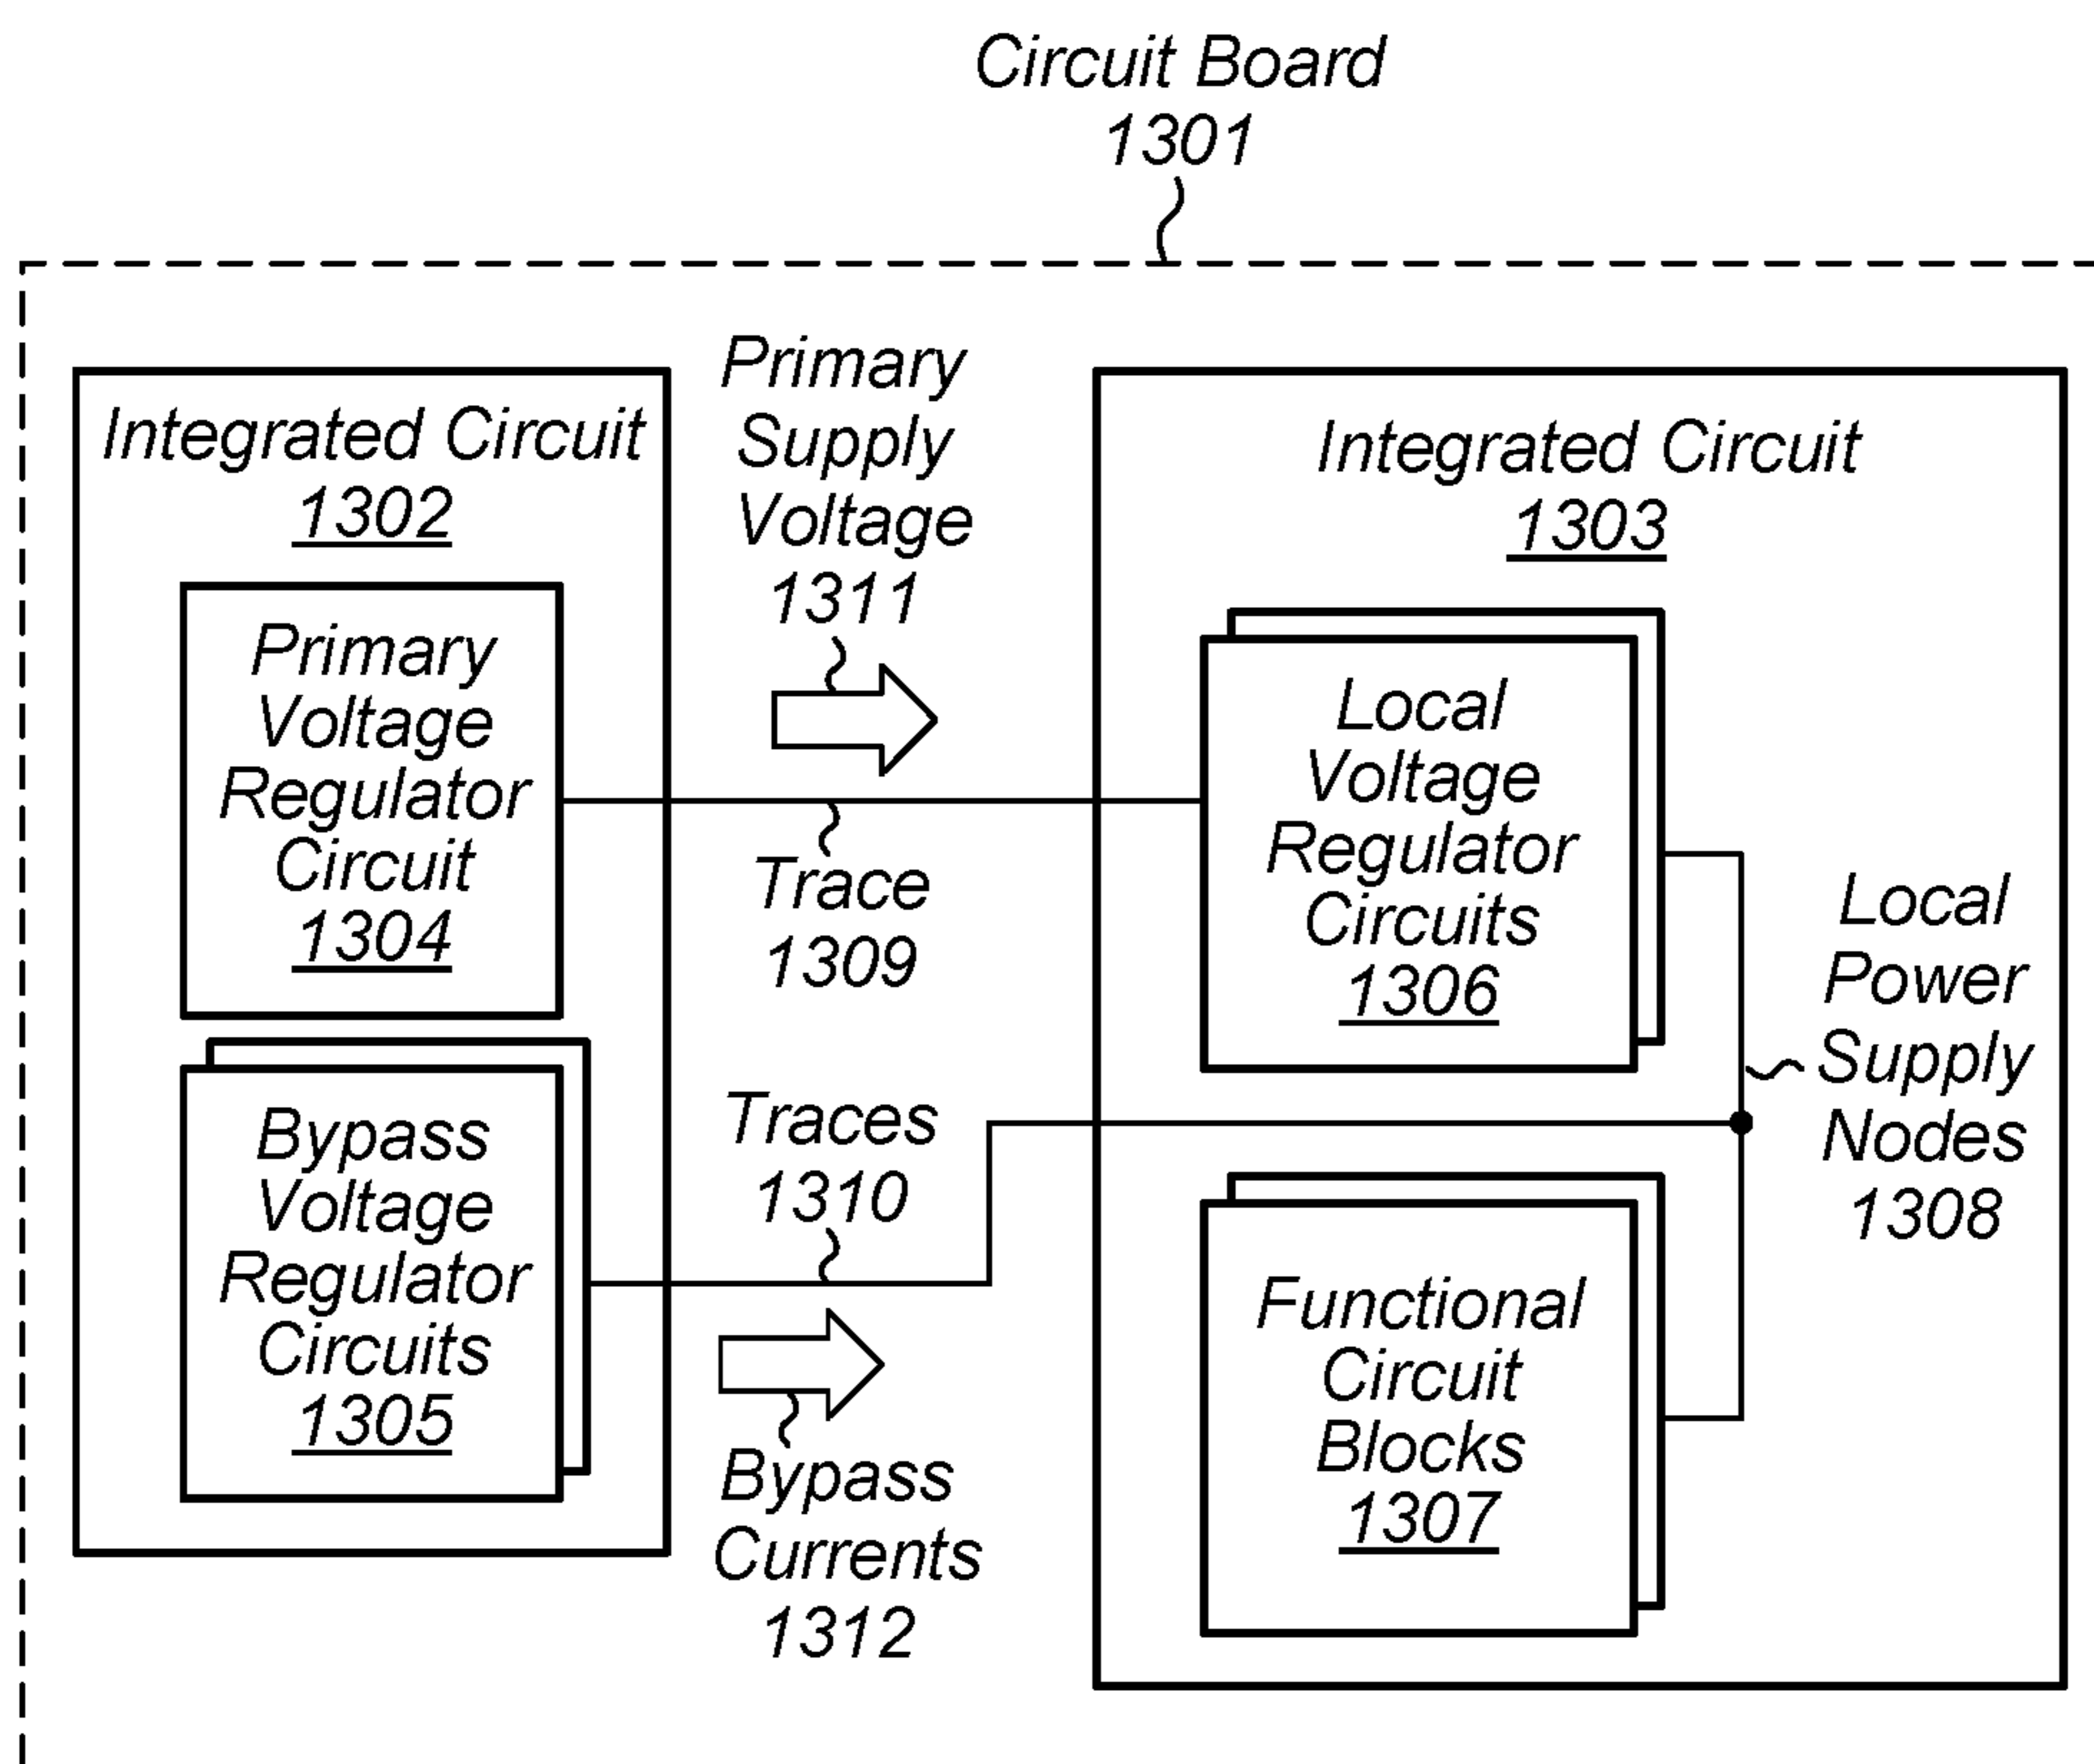 Circuit Board
1301
Integrated Circuit
1302
Primary
Voltage
Regulator
Circuit
1304
Bypass
Voltage
Regulator
Circuits
1305
Primary
Supply
Voltage
1311
Trace
1309
Traces
1310
Bypass
Currents
1312
Integrated Circuit
1303
Local
Voltage
Regulator
Circuits
1306
Functional
Circuit
Blocks
1307
Local
Power
Supply
Nodes
1308